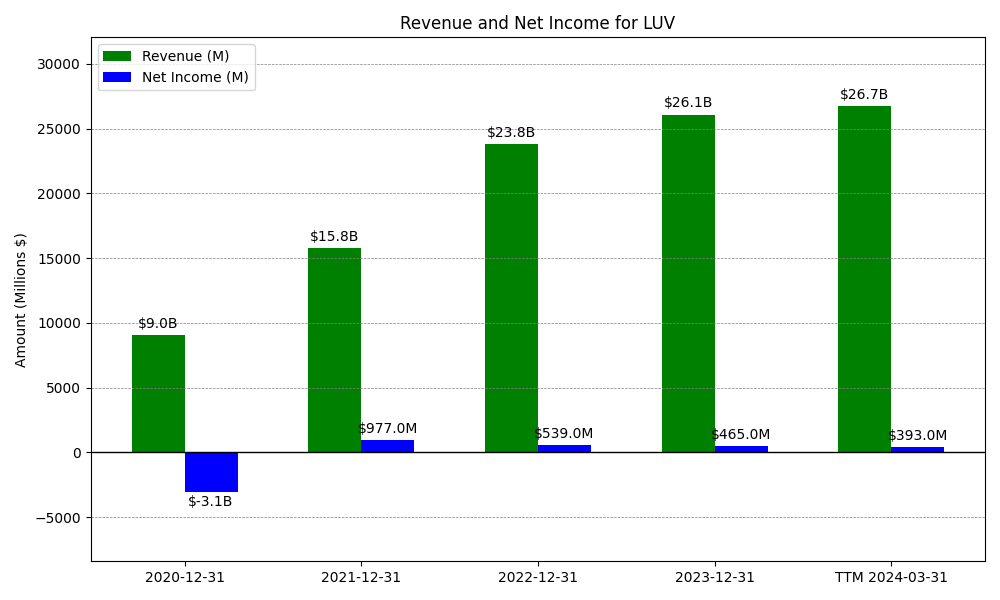 Revenue and Net Income for LUV
Revenue (M)
Net Income (M)
Amount (Millions $)
30000
25000
20000
15000
10000
5000
0
−5000
$9.0B
$-3.1B
$15.8B
$977.0M
$23.8B
$539.0M
$26.1B
$465.0M
$26.7B
$393.0M
2020-12-31
2021-12-31
2022-12-31
2023-12-31
TTM 2024-03-31